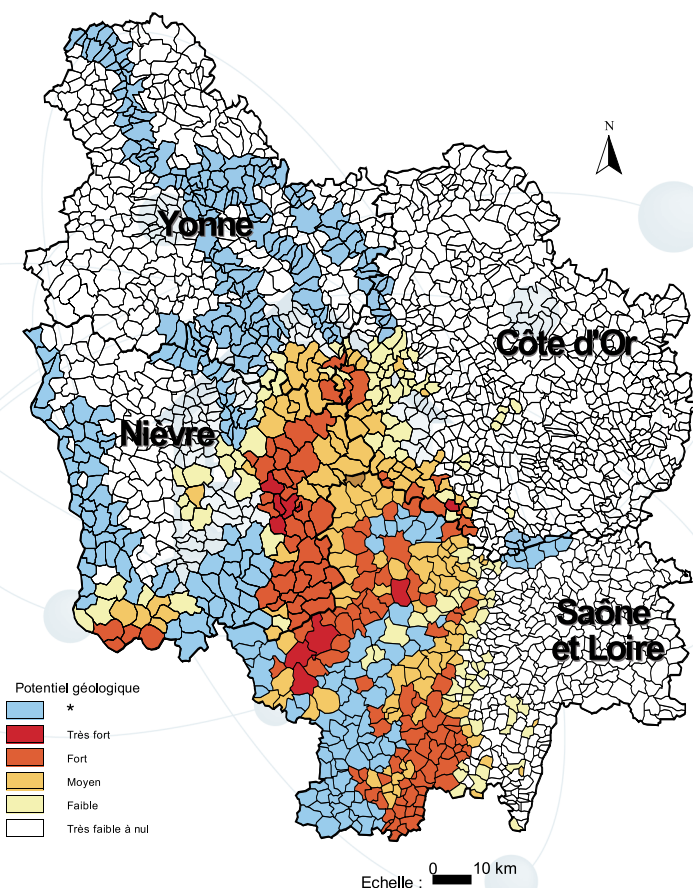 N
Yonne
Côte d'Or
Nièvre
Saône
et Loire
Potentiel géologique
*
Très fort
Fort
Moyen
Faible
Très faible à nul
Echelle : 0 10 km